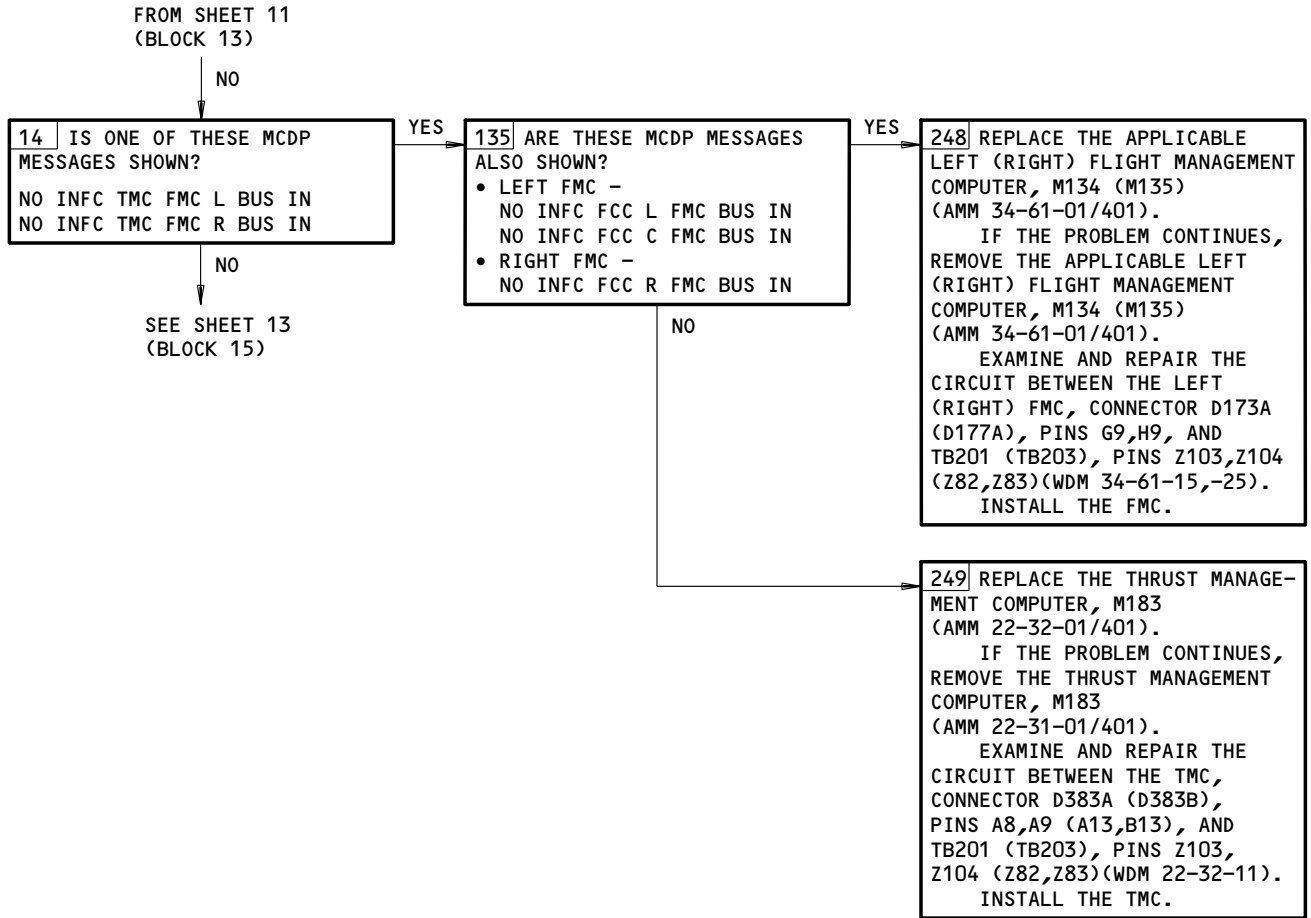 FROM SHEET 11
(BLOCK 13)
NO
14 IS ONE OF THESE MCDP
MESSAGES SHOWN?
NO INFC TMC FMC L BUS IN
NO INFC TMC FMC R BUS IN
YES
NO
SEE SHEET 13
(BLOCK 15)
135 ARE THESE MCDP MESSAGES
ALSO SHOWN?
• LEFT FMC –
NO INFC FCC L FMC BUS IN
NO INFC FCC C FMC BUS IN
• RIGHT FMC –
NO INFC FCC R FMC BUS IN
YES
NO
248 REPLACE THE APPLICABLE
LEFT (RIGHT) FLIGHT MANAGEMENT
COMPUTER, M134 (M135)
(AMM 34-61-01/401).
IF THE PROBLEM CONTINUES,
REMOVE THE APPLICABLE LEFT
(RIGHT) FLIGHT MANAGEMENT
COMPUTER, M134 (M135)
(AMM 34-61-01/401).
EXAMINE AND REPAIR THE
CIRCUIT BETWEEN THE LEFT
(RIGHT) FMC, CONNECTOR D173A
(D177A), PINS G9,H9, AND
TB201 (TB203), PINS Z103,Z104
(Z82,Z83)(WDM 34-61-15,-25).
INSTALL THE FMC.
249 REPLACE THE THRUST MANAGE-
MENT COMPUTER, M183
(AMM 22-32-01/401).
IF THE PROBLEM CONTINUES,
REMOVE THE THRUST MANAGEMENT
COMPUTER, M183
(AMM 22-31-01/401).
EXAMINE AND REPAIR THE
CIRCUIT BETWEEN THE TMC,
CONNECTOR D383A (D383B),
PINS A8,A9 (A13,B13), AND
TB201 (TB203), PINS Z103,
Z104 (Z82,Z83)(WDM 22-32-11).
INSTALL THE TMC.